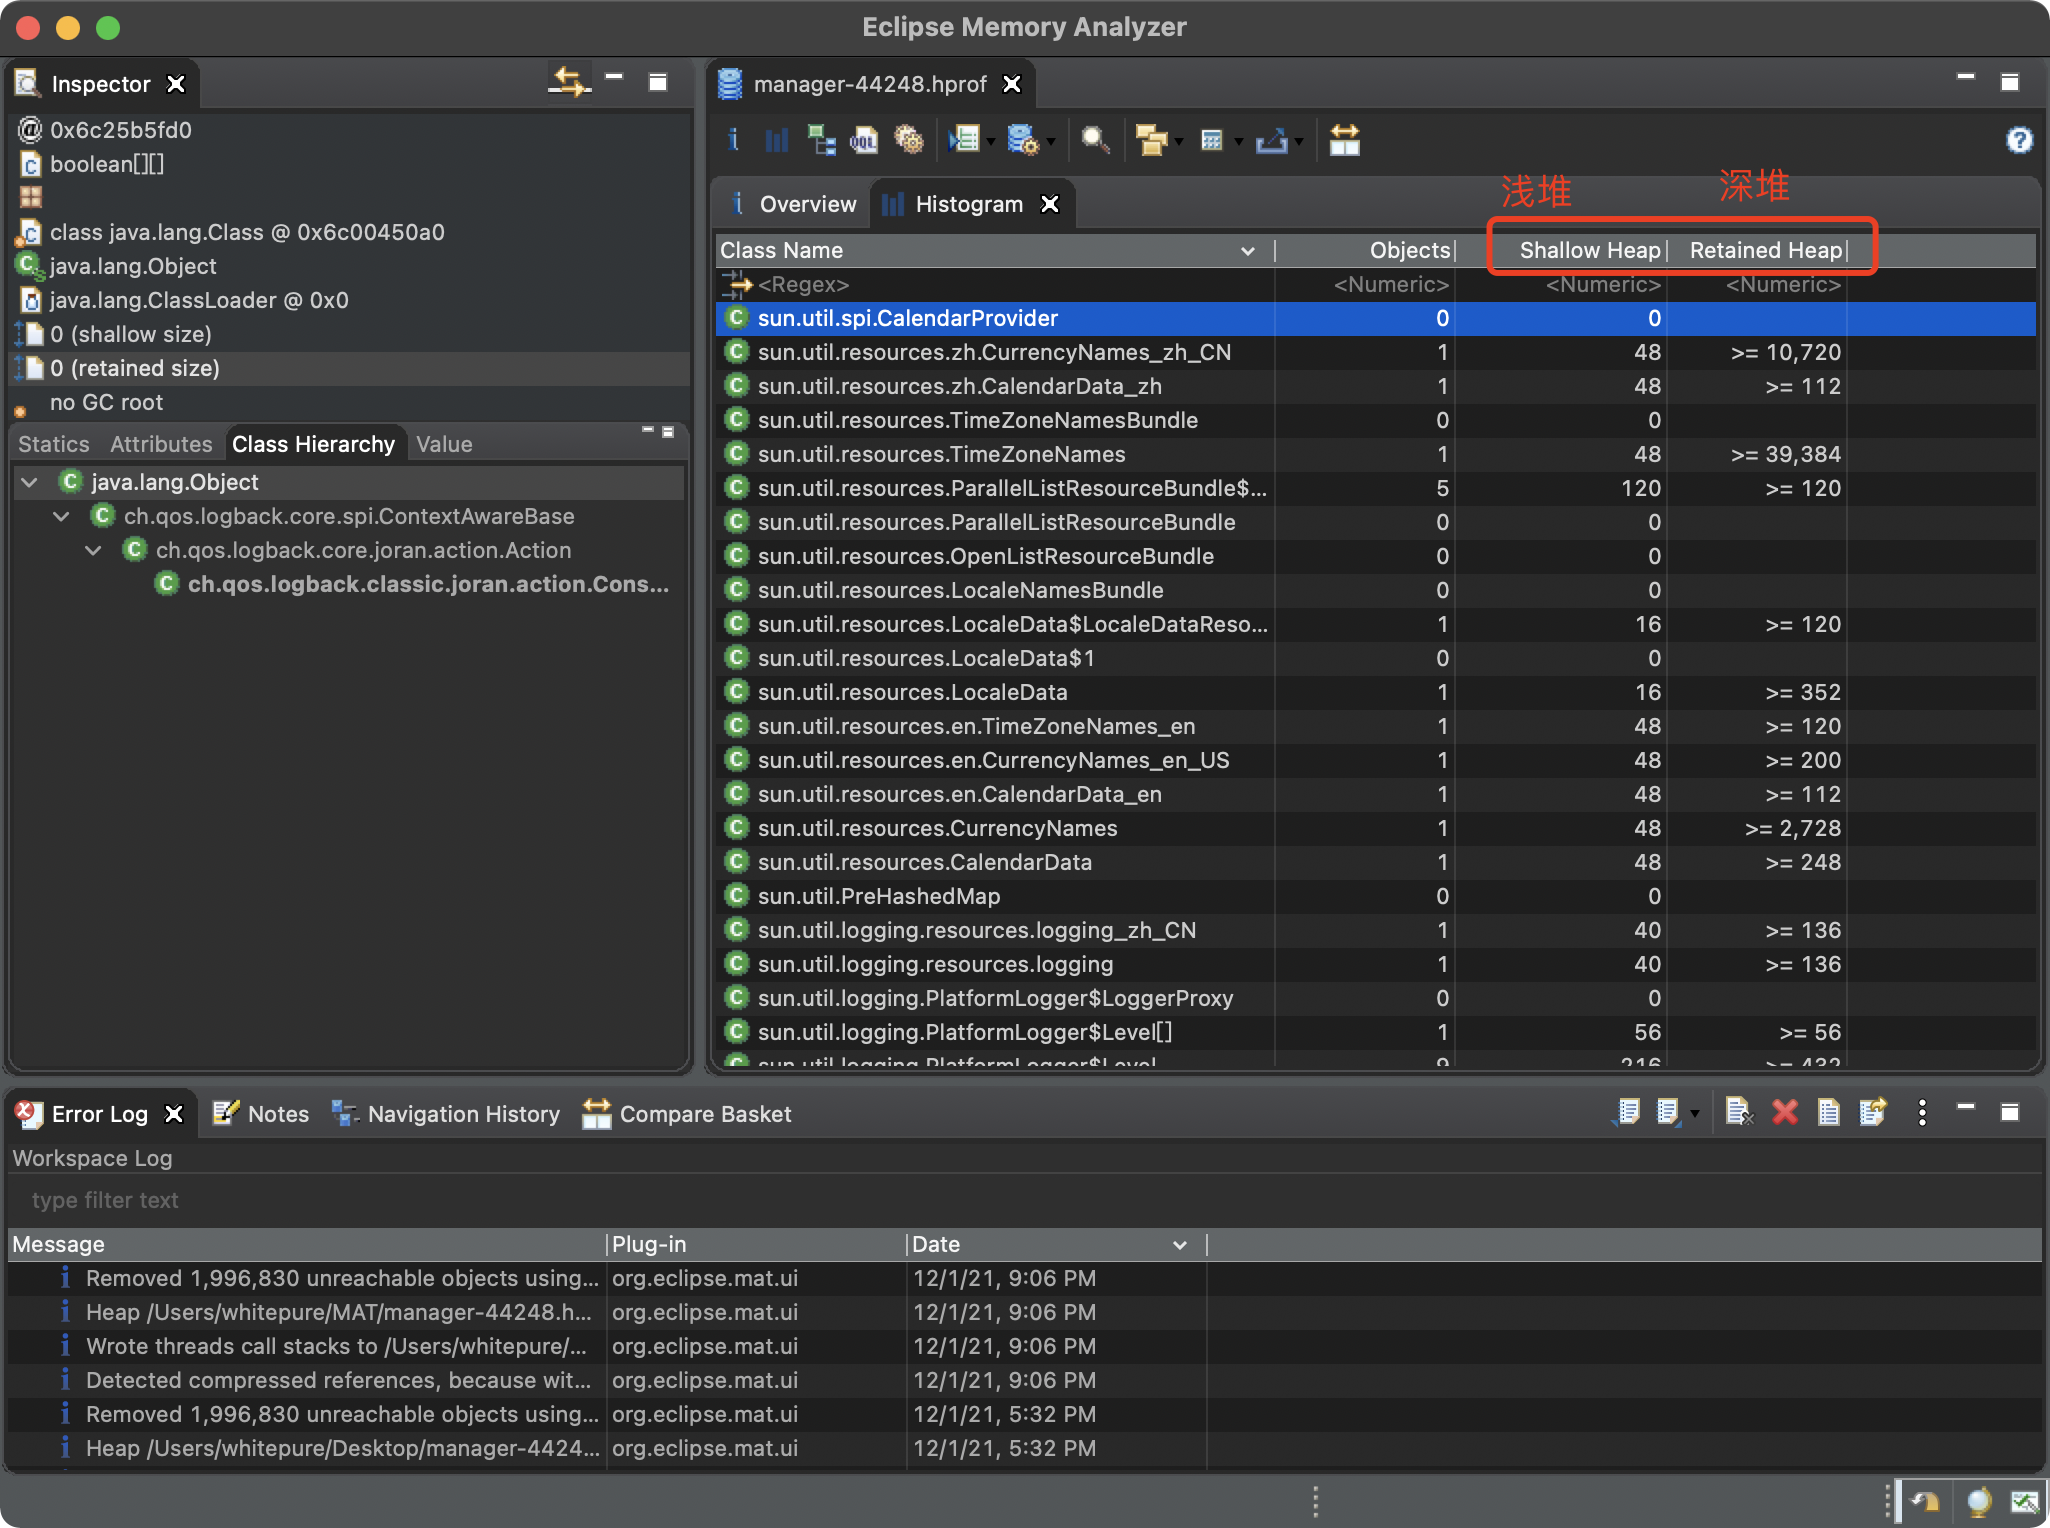 Eclipse Memory Analyzer
Inspector
0x6c25b5fd0
boolean[][]
class java.lang.Class @ 0x6c00450a0
java.lang.Object
java.lang.ClassLoader @ 0x0
0 (shallow size)
0 (retained size)
no GC root
Statics Attributes Class Hierarchy Value
java.lang.Object
ch.qos.logback.core.spi.ContextAwareBase
ch.qos.logback.core.joran.action.Action
ch.qos.logback.classic.joran.action.Cons...
manager-44248.hprof
浅堆 深堆
Overview Histogram
Class Name Objects Shallow Heap Retained Heap
<Regex> <Numeric> <Numeric> <Numeric>
sun.util.spi.CalendarProvider 0 0
sun.util.resources.zh.CurrencyNames_zh_CN 1 48 >= 10,720
sun.util.resources.zh.CalendarData_zh 1 48 >= 112
sun.util.resources.TimeZoneNamesBundle 0 0
sun.util.resources.TimeZoneNames 1 48 >= 39,384
sun.util.resources.ParallelListResourceBundle$... 5 120 >= 120
sun.util.resources.ParallelListResourceBundle 0 0
sun.util.resources.OpenListResourceBundle 0 0
sun.util.resources.LocaleNamesBundle 0 0
sun.util.resources.LocaleData$LocaleDataReso... 1 16 >= 120
sun.util.resources.LocaleData$1 0 0
sun.util.resources.LocaleData 1 16 >= 352
sun.util.resources.en.TimeZoneNames_en 1 48 >= 120
sun.util.resources.en.CurrencyNames_en_US 1 48 >= 200
sun.util.resources.en.CalendarData_en 1 48 >= 112
sun.util.resources.CurrencyNames 1 48 >= 2,728
sun.util.resources.CalendarData 1 48 >= 248
sun.util.PreHashedMap 0 0
sun.util.logging.resources.logging_zh_CN 1 40 >= 136
sun.util.logging.resources.logging 1 40 >= 136
sun.util.logging.PlatformLogger$LoggerProxy 0 0
sun.util.logging.PlatformLogger$Level[] 1 56 >= 56
sun.util.logging.PlatformLogger$Level 9 216 >= 432
Error Log Notes Navigation History Compare Basket
Workspace Log
type filter text
Message Plug-in Date
Removed 1,996,830 unreachable objects using... org.eclipse.mat.ui 12/1/21, 9:06 PM
Heap /Users/whitepure/MAT/manager-44248.h... org.eclipse.mat.ui 12/1/21, 9:06 PM
Wrote threads call stacks to /Users/whitepure/... org.eclipse.mat.ui 12/1/21, 9:06 PM
Detected compressed references, because wit... org.eclipse.mat.ui 12/1/21, 9:06 PM
Removed 1,996,830 unreachable objects using... org.eclipse.mat.ui 12/1/21, 5:32 PM
Heap /Users/whitepure/Desktop/manager-4424... org.eclipse.mat.ui 12/1/21, 5:32 PM